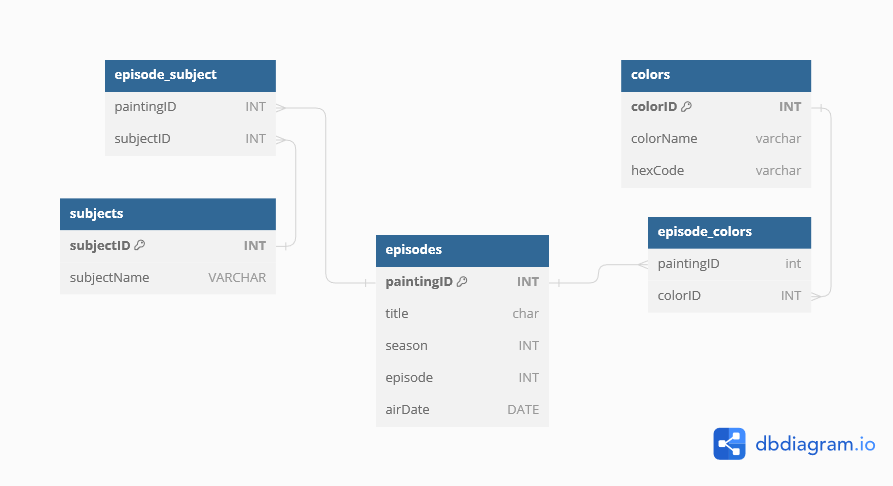 episode_subject
paintingID INT
subjectID INT
subjects
subjectID INT
subjectName VARCHAR
episodes
paintingID INT
title char
season INT
episode INT
airDate DATE
colors
colorID INT
colorName varchar
hexCode varchar
episode_colors
paintingID int
colorID INT
dbdiagram.io